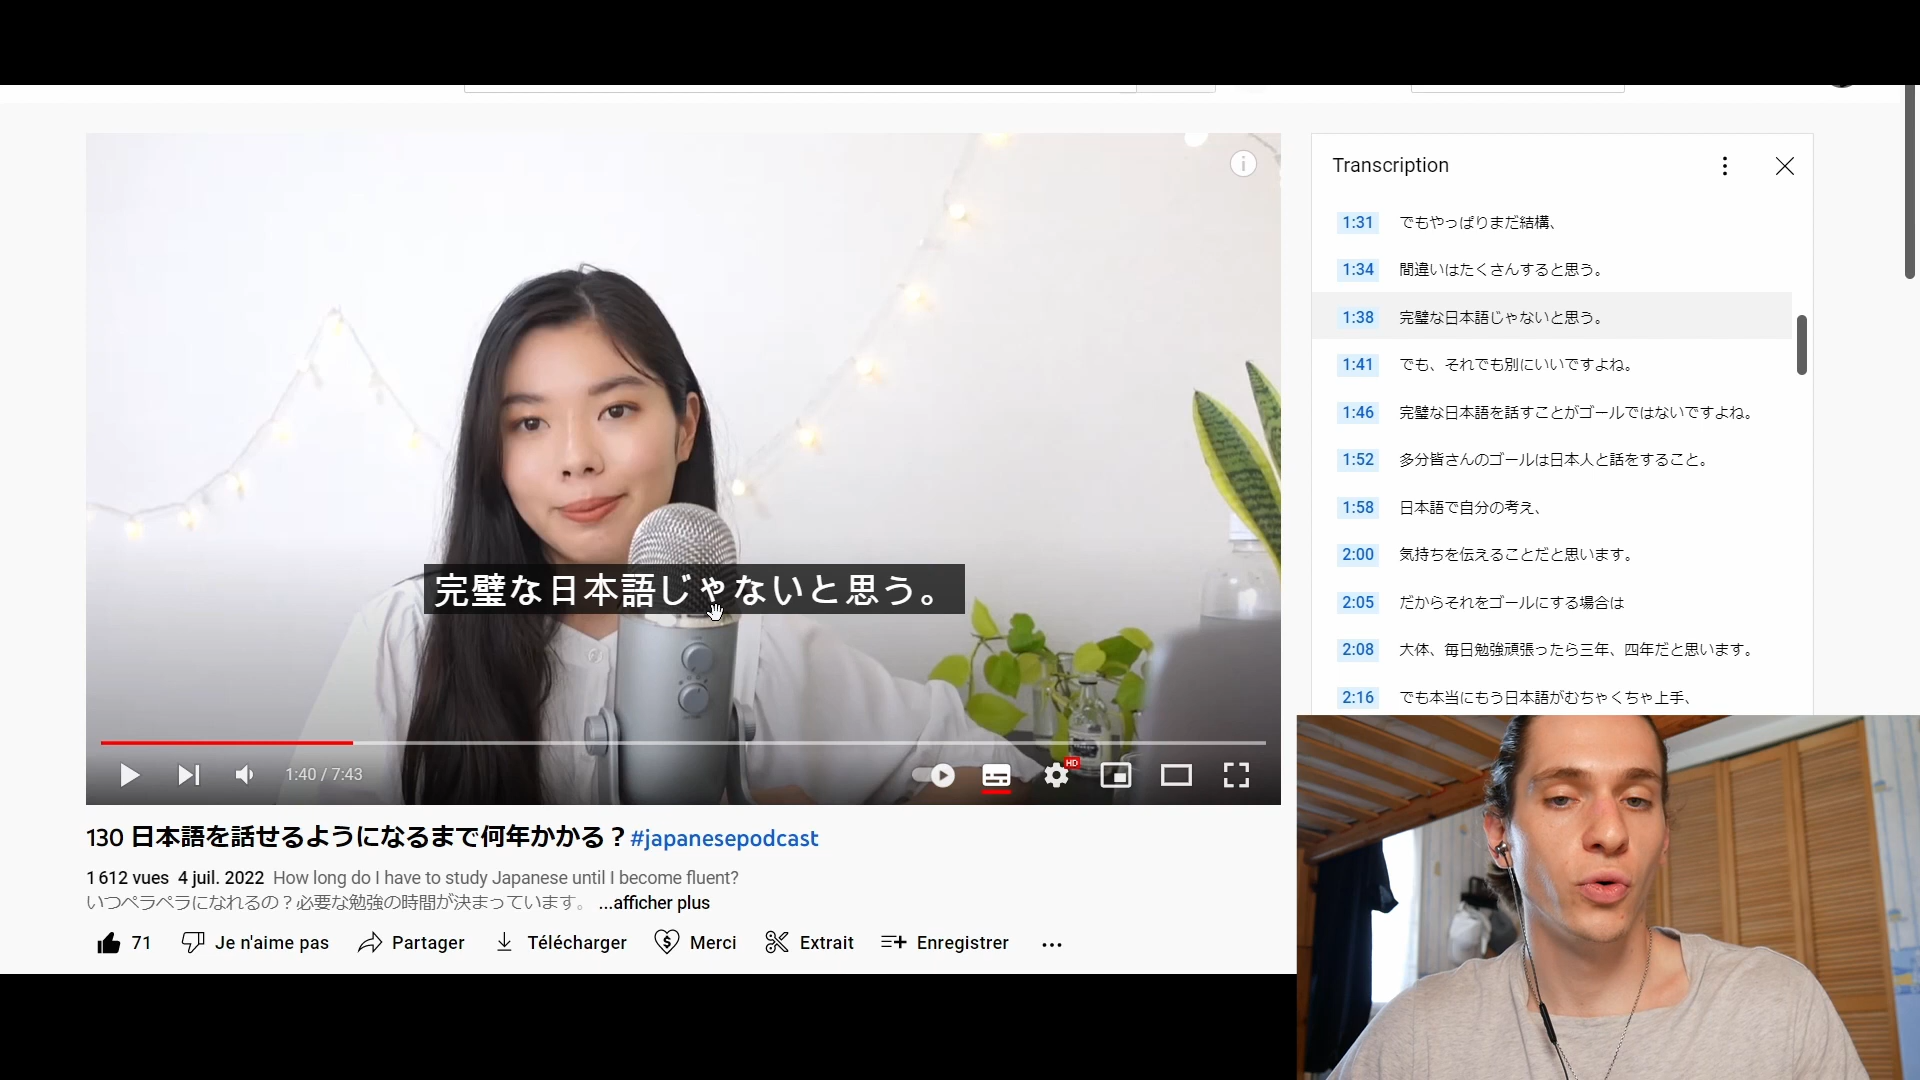 Transcription
1:31 でもやっぱりまだ結構、
1:34 間違いはたくさんすると思う。
1:38 完璧な日本語じゃないと思う。
1:41 でも、それでも別にいいですよね。
1:46 完璧な日本語を話すことがゴールではないですよね。
1:52 多分皆さんのゴールは日本人と話をすること。
1:58 日本語で自分の考え、
2:00 気持ちを伝えることだと思います。
2:05 だからそれをゴールにする場合は
2:08 大体、毎日勉強頑張ったら三年、四年だと思います。
2:16 でも本当にもう日本語がむちゃくちゃ上手、
完璧な日本語じゃないと思う。
1:40 / 7:43
HD
130 日本語を話せるようになるまで何年かかる？#japanesepodcast
1 612 vues 4 juil. 2022 How long do I have to study Japanese until I become fluent?
いつペラペラになれるの？必要な勉強の時間が決まっています。 ...afficher plus
71 Je n'aime pas Partager Télécharger Merci Extrait Enregistrer